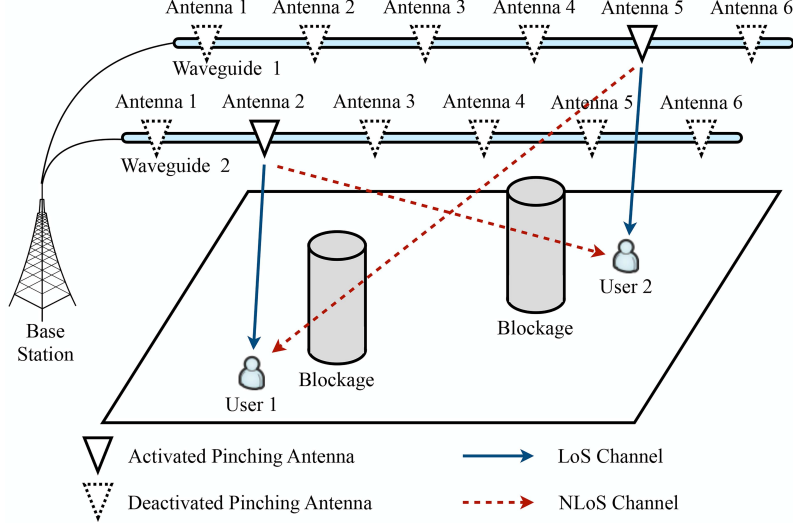 Antenna 1 Antenna 2 Antenna 3 Antenna 4 Antenna 5 Antenna 6
Waveguide 1
Antenna 1 Antenna 2 Antenna 3 Antenna 4 Antenna 5 Antenna 6
Waveguide 2
User 2
Blockage
Base
Station
Blockage
User 1
Activated Pinching Antenna
LoS Channel
Deactivated Pinching Antenna
NLoS Channel